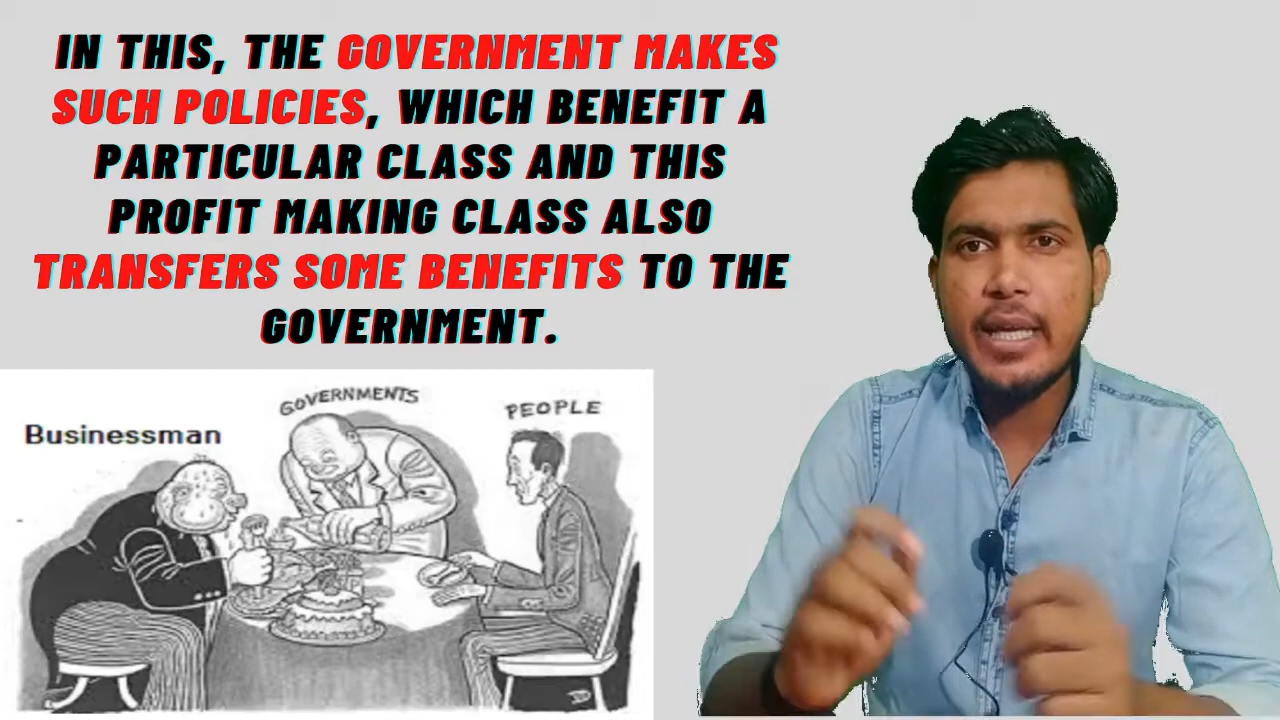 IN THIS, THE GOVERNMENT MAKES
SUCH POLICIES, WHICH BENEFIT A
PARTICULAR CLASS AND THIS
PROFIT MAKING CLASS ALSO
TRANSFERS SOME BENEFITS TO THE
GOVERNMENT.
GOVERNMENTS
PEOPLE
Businessman